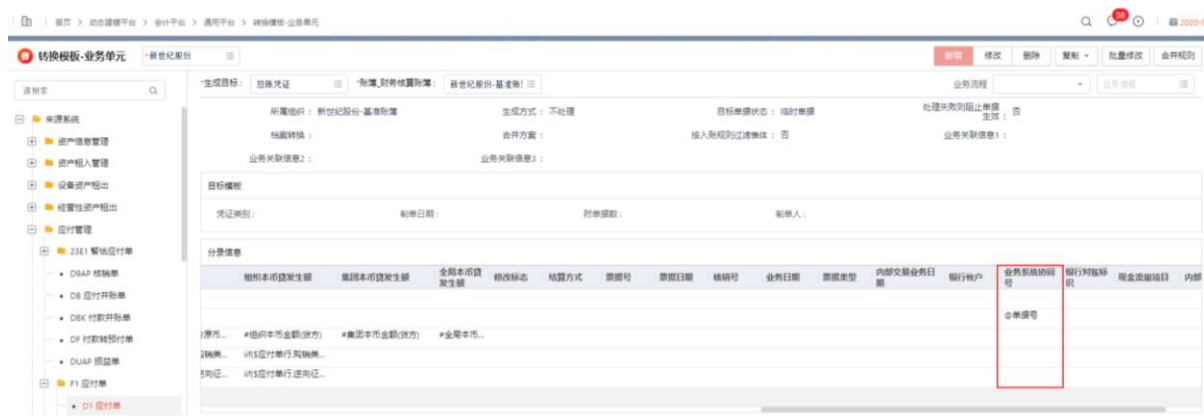 首页 > 动态建模平台 > 会计平台 > 通用平台 > 转换模板-业务单元
38
2020-0
转换模板-业务单元
*新世纪股份
新增
修改
删除
复制
批量修改
合并规则
请搜索
*生成目标： 总账凭证
*账簿_财务核算账簿： 新世纪股份-基准账!
业务流程
业务流程
所属组织： 新世纪股份-基准账簿
生成方式： 不处理
目标单据状态： 临时单据
处理失败则阻止单据生效： 否
档案转换：
合并方案：
按入账规则过滤表体： 否
业务关联信息1：
业务关联信息2：
业务关联信息3：
来源系统
资产信息管理
资产租入管理
设备资产租出
经营性资产租出
应付管理
23E1 暂估应付单
D9AP 核销单
DB 应付并账单
DBK 付款并账单
DF 付款转预付单
DUAP 损益单
F1 应付单
D1 应付单
目标模板
凭证类别：
制单日期：
附单据数：
制单人：
分录信息
组织本币贷发生额
集团本币贷发生额
全局本币贷发生额
修改标志
结算方式
票据号
票据日期
核销号
业务日期
票据类型
内部交易业务日期
银行帐户
业务系统协同号
银行对账标识
现金流量项目
内部
@单据号
#组织本币金额(贷方)
#集团本币金额(贷方)
#全局本币...
iif($应付单行.购销类...
iif($应付单行.逆向征...